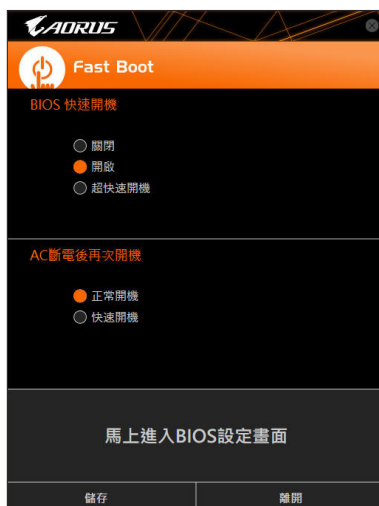 AORUS
Fast Boot
BIOS 快速開機
關閉
開啟
超快速開機
AC斷電後再次開機
正常開機
快速開機
馬上進入BIOS設定畫面
儲存
離開